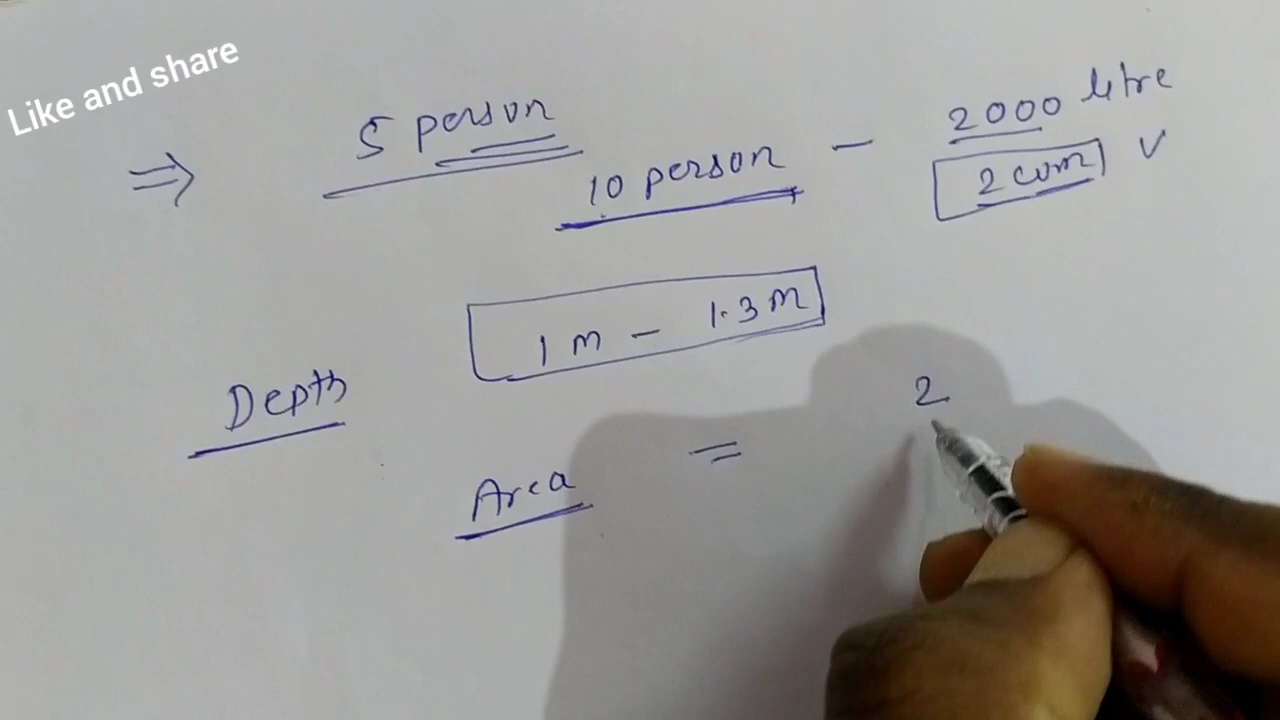 Like and share
⇒ 5 person
10 person - 2000 litre
2 cum V
1 m - 1.3 m
Depth
Area = 2